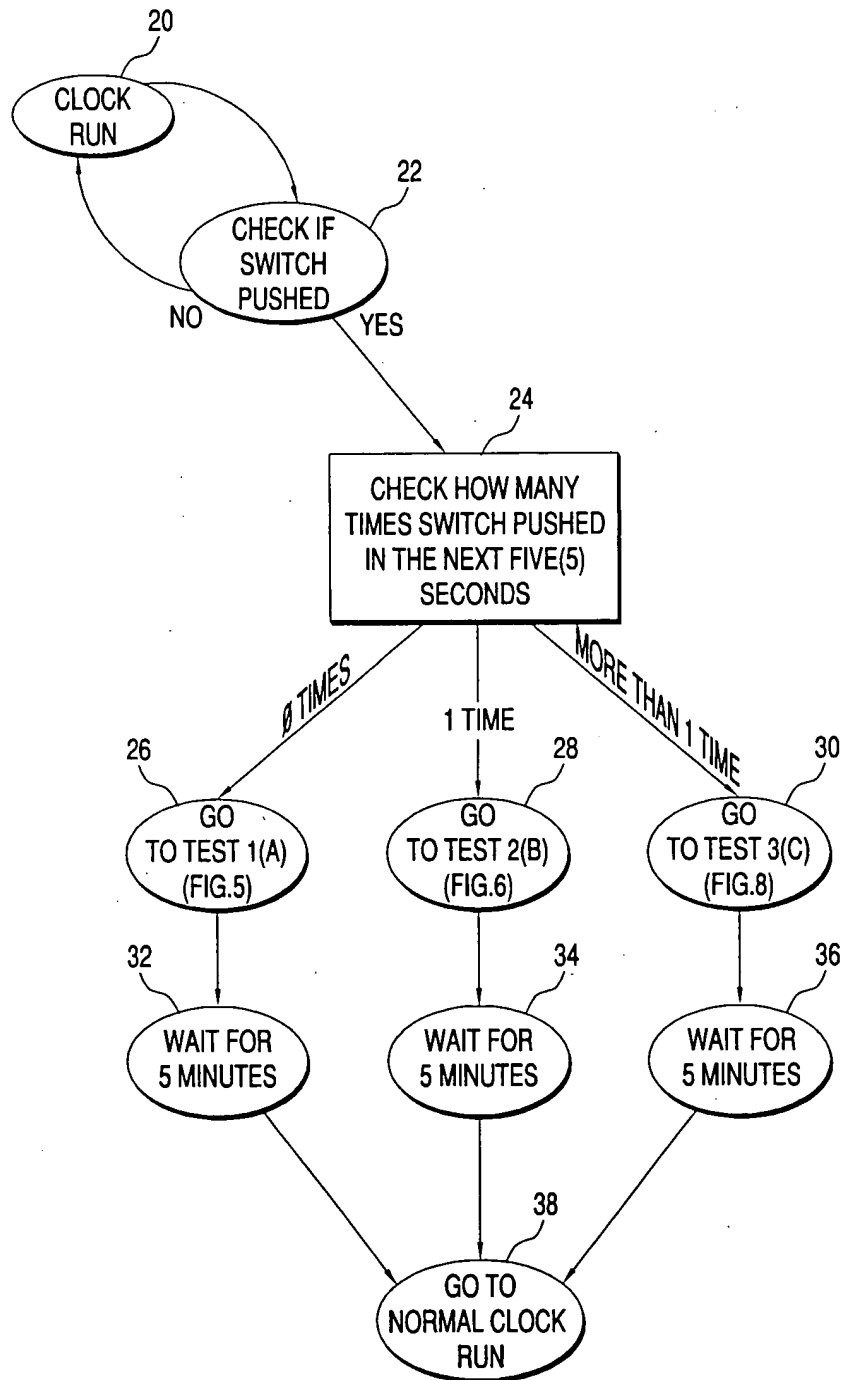 20
CLOCK
RUN
22
CHECK IF
SWITCH
PUSHED
NO
YES
24
CHECK HOW MANY
TIMES SWITCH PUSHED
IN THE NEXT FIVE(5)
SECONDS
Ø TIMES
1 TIME
MORE THAN 1 TIME
26
GO
TO TEST 1(A)
(FIG.5)
28
GO
TO TEST 2(B)
(FIG.6)
30
GO
TO TEST 3(C)
(FIG.8)
32
WAIT FOR
5 MINUTES
34
WAIT FOR
5 MINUTES
36
WAIT FOR
5 MINUTES
38
GO TO
NORMAL CLOCK
RUN